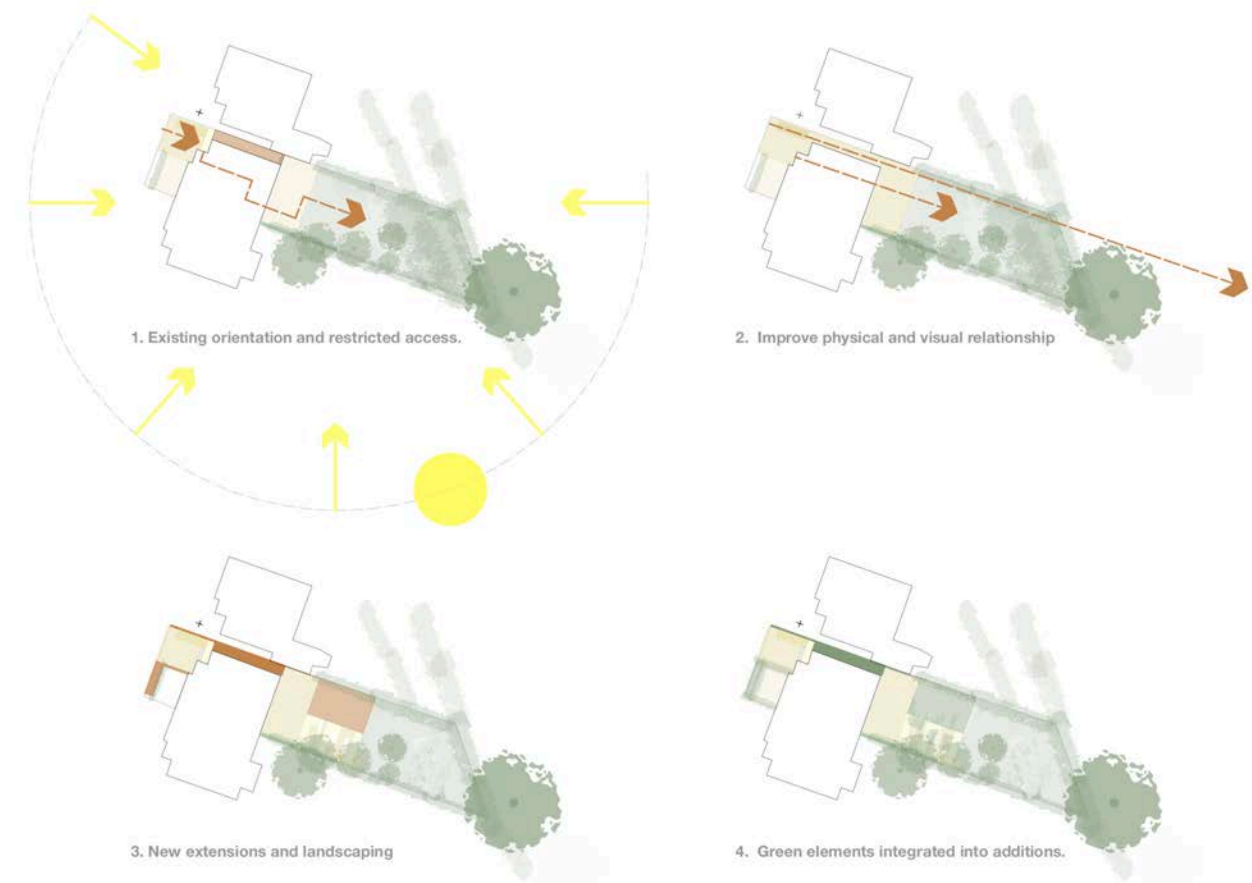 1. Existing orientation and restricted access.
2. Improve physical and visual relationship
3. New extensions and landscaping
4. Green elements integrated into additions.